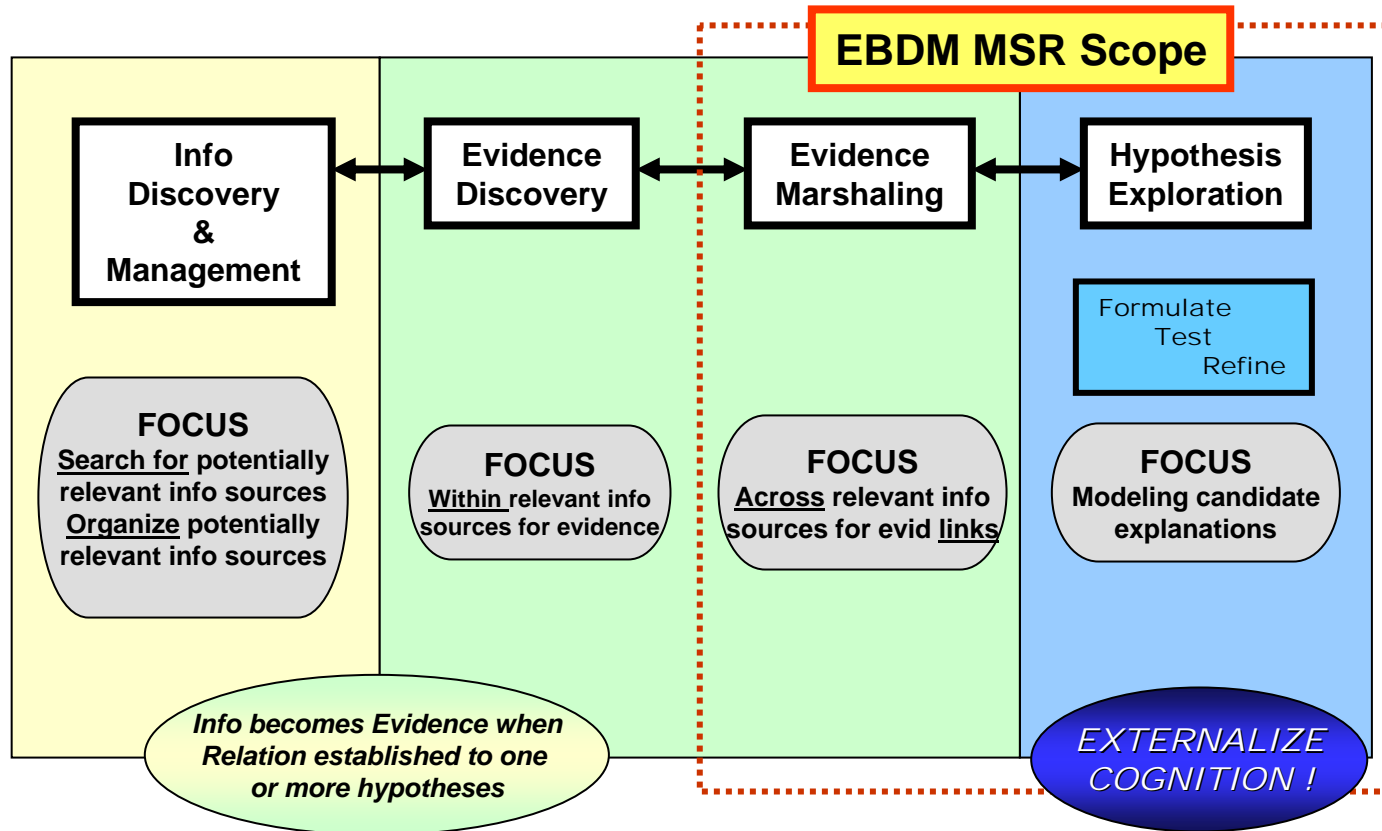 EBDM MSR Scope
Info
Discovery
&
Management
Evidence
Discovery
Evidence
Marshaling
Hypothesis
Exploration
Formulate
Test
Refine
FOCUS
Search for potentially
relevant info sources
Organize potentially
relevant info sources
FOCUS
Within relevant info
sources for evidence
FOCUS
Across relevant info
sources for evid links
FOCUS
Modeling candidate
explanations
Info becomes Evidence when
Relation established to one
or more hypotheses
EXTERNALIZE
COGNITION !